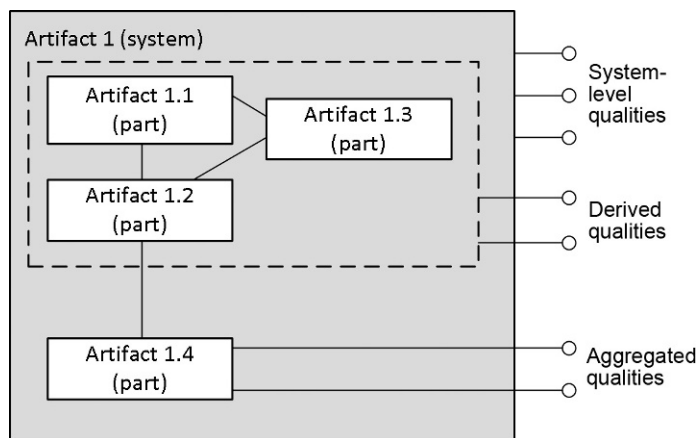 Artifact 1 (system)
Artifact 1.1
(part)
Artifact 1.3
(part)
Artifact 1.2
(part)
Artifact 1.4
(part)
System-
level
qualities
Derived
qualities
Aggregated
qualities